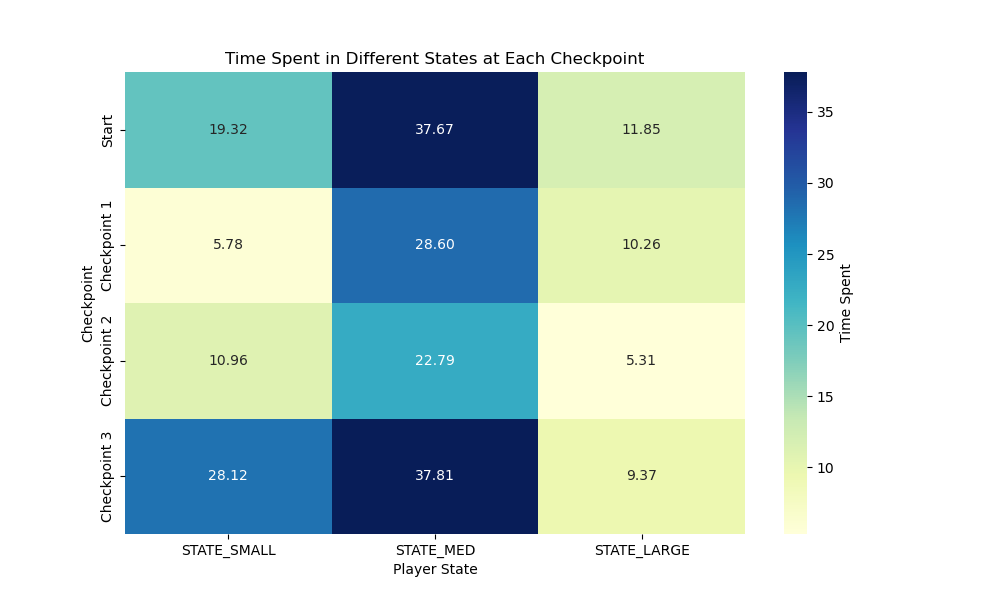 Time Spent in Different States at Each Checkpoint
Checkpoint
Start
19.32
37.67
11.85
Checkpoint 1
5.78
28.60
10.26
Checkpoint 2
10.96
22.79
5.31
Checkpoint 3
28.12
37.81
9.37
STATE_SMALL
STATE_MED
STATE_LARGE
Player State
35
30
25
20
15
10
Time Spent